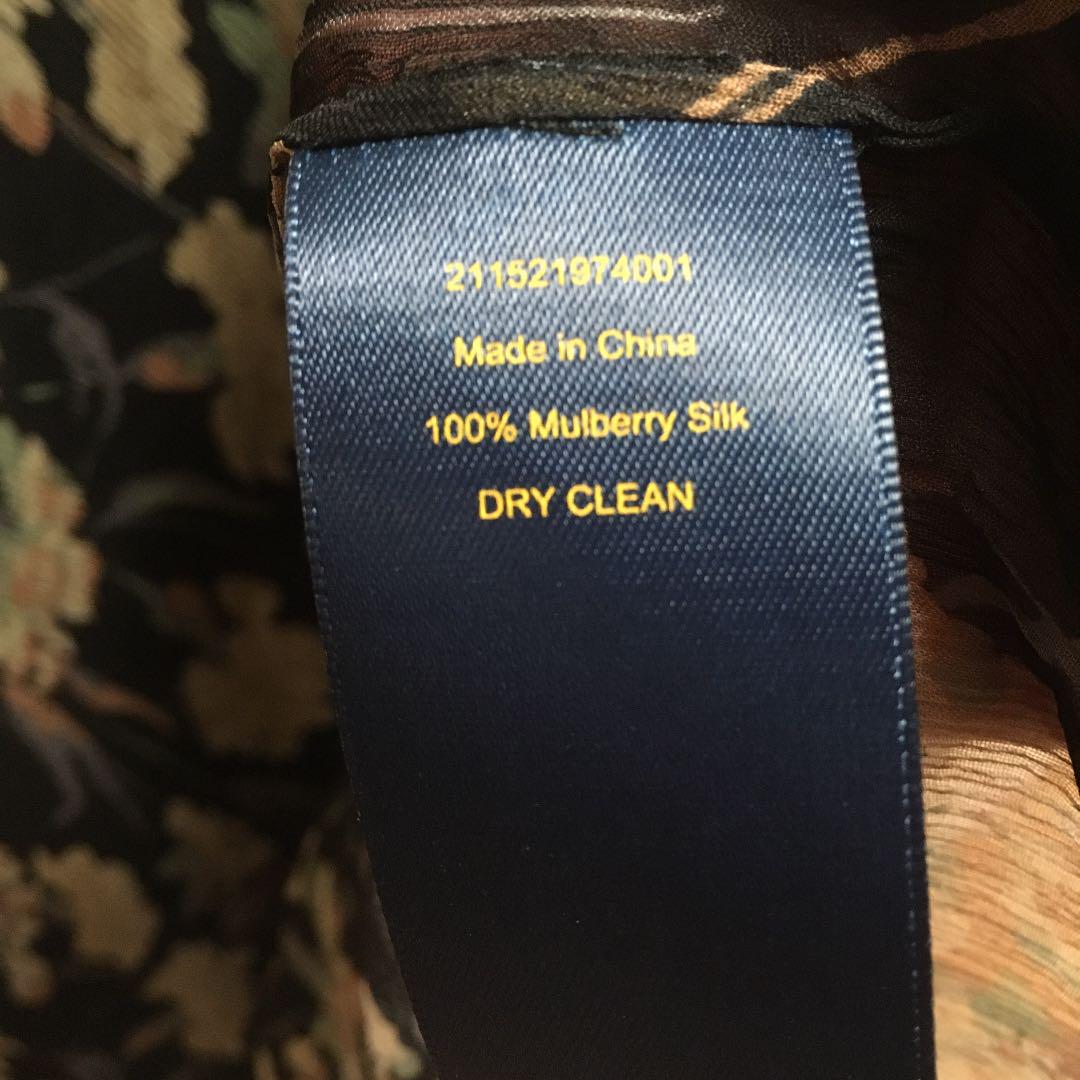 211521974001
Made in China
100% Mulberry Silk
DRY CLEAN